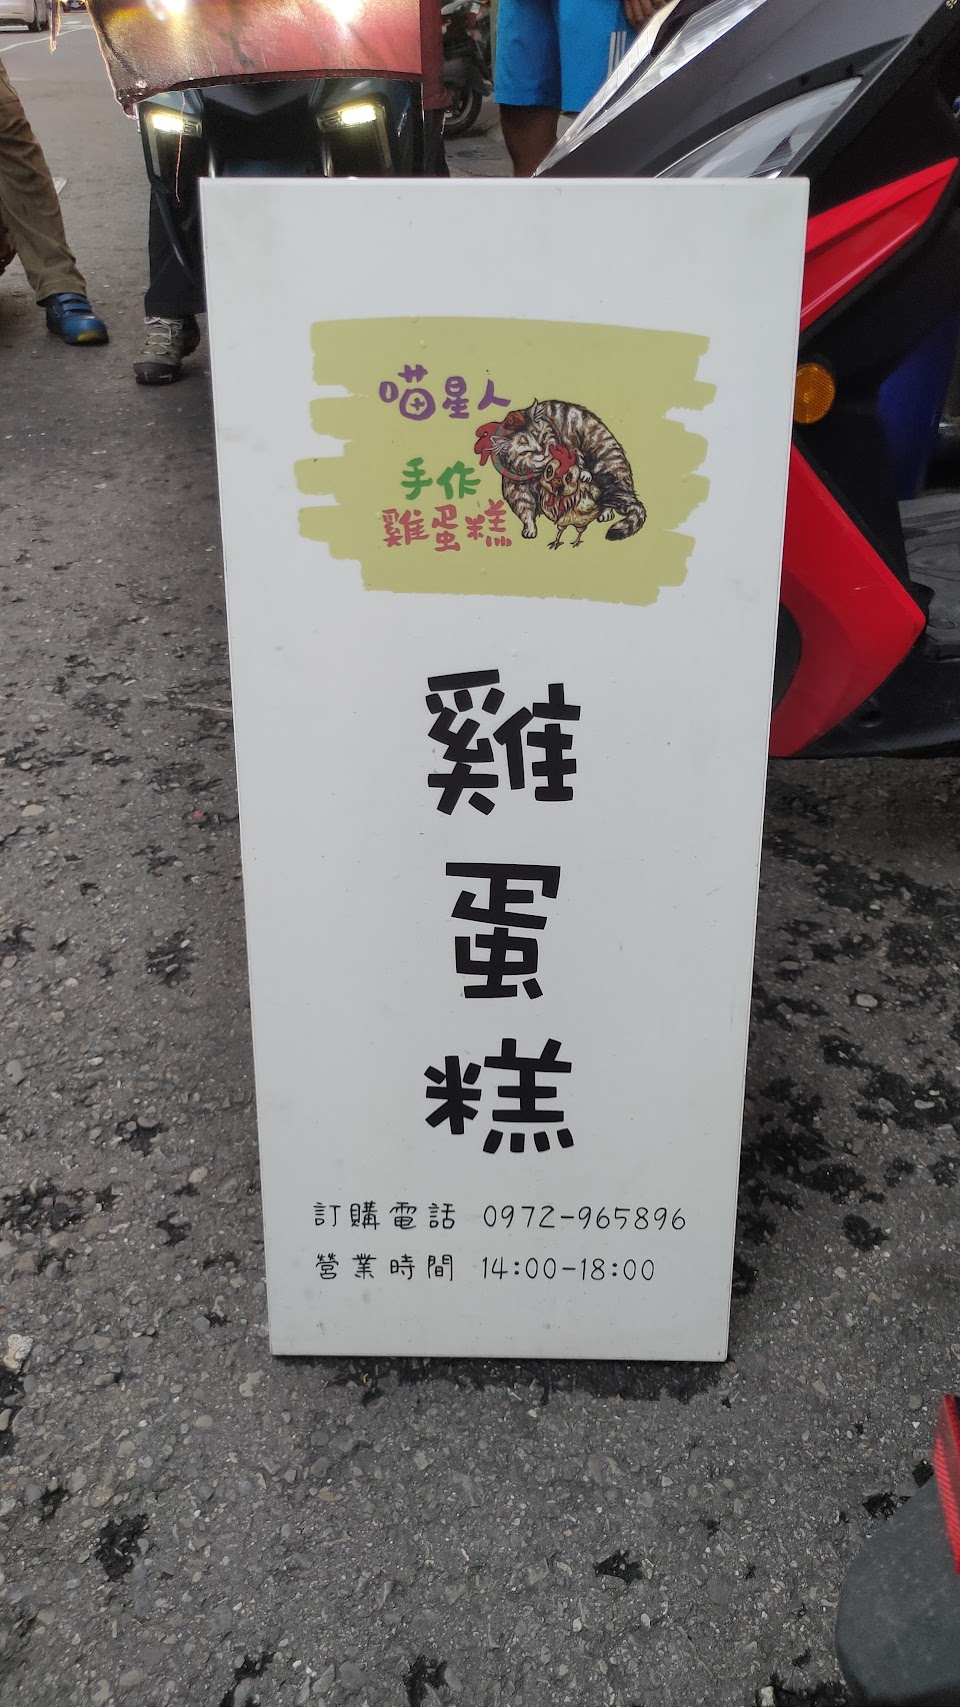 喵星人
手作
雞蛋糕
雞
蛋
糕
訂購電話 0972-965896
營業時間 14:00-18:00